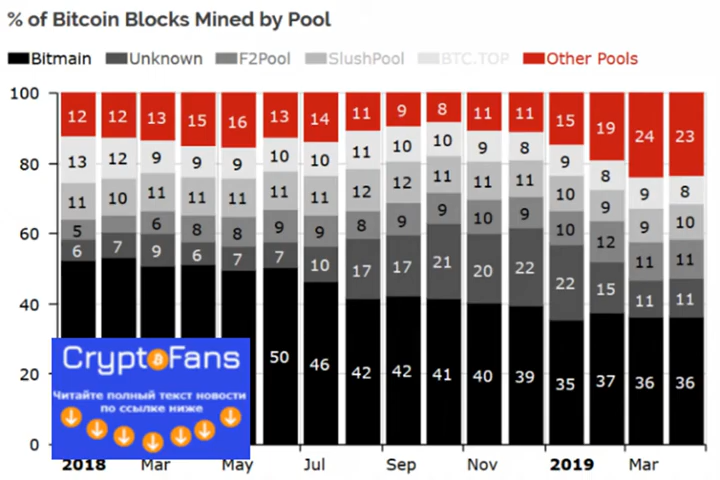 % of Bitcoin Blocks Mined by Pool
Bitmain Unknown F2Pool SlushPool BTC.TOP Other Pools
100
12 12 13 15 16 13 14 11 9 8 11 11 15 19 24 23
80
13 12 9 9 9 10 10 11 10 10 9 8 9 8 9 8
11 10 11 11 11 11 11 12 12 11 11 11 10 9 9 10
60
5 6 8 8 9 9 8 9 9 10 9 10 12 11 11
6 7 9 6 7 7 10 17 17 21 20 22 22 15 11 11
40
50 46 42 42 41 40 39 35 37 36 36
20
0
CryptoFans
Читайте полный текст новости
по ссылке ниже
2018 Mar May Jul Sep Nov 2019 Mar